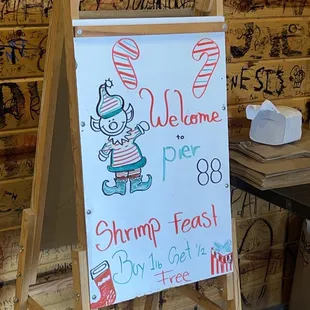 Welcome
to
pier
88
Shrimp feast
Buy 1lb Get 1/2
Free